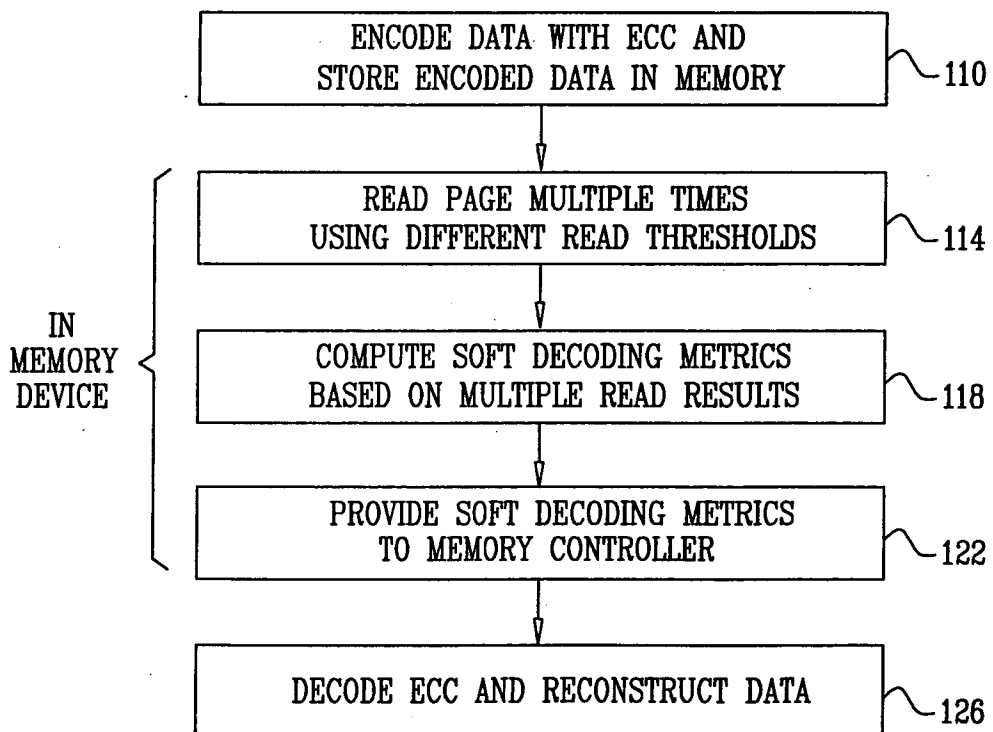 ENCODE DATA WITH ECC AND
STORE ENCODED DATA IN MEMORY
110
READ PAGE MULTIPLE TIMES
USING DIFFERENT READ THRESHOLDS
114
IN
MEMORY
DEVICE
COMPUTE SOFT DECODING METRICS
BASED ON MULTIPLE READ RESULTS
118
PROVIDE SOFT DECODING METRICS
TO MEMORY CONTROLLER
122
DECODE ECC AND RECONSTRUCT DATA
126